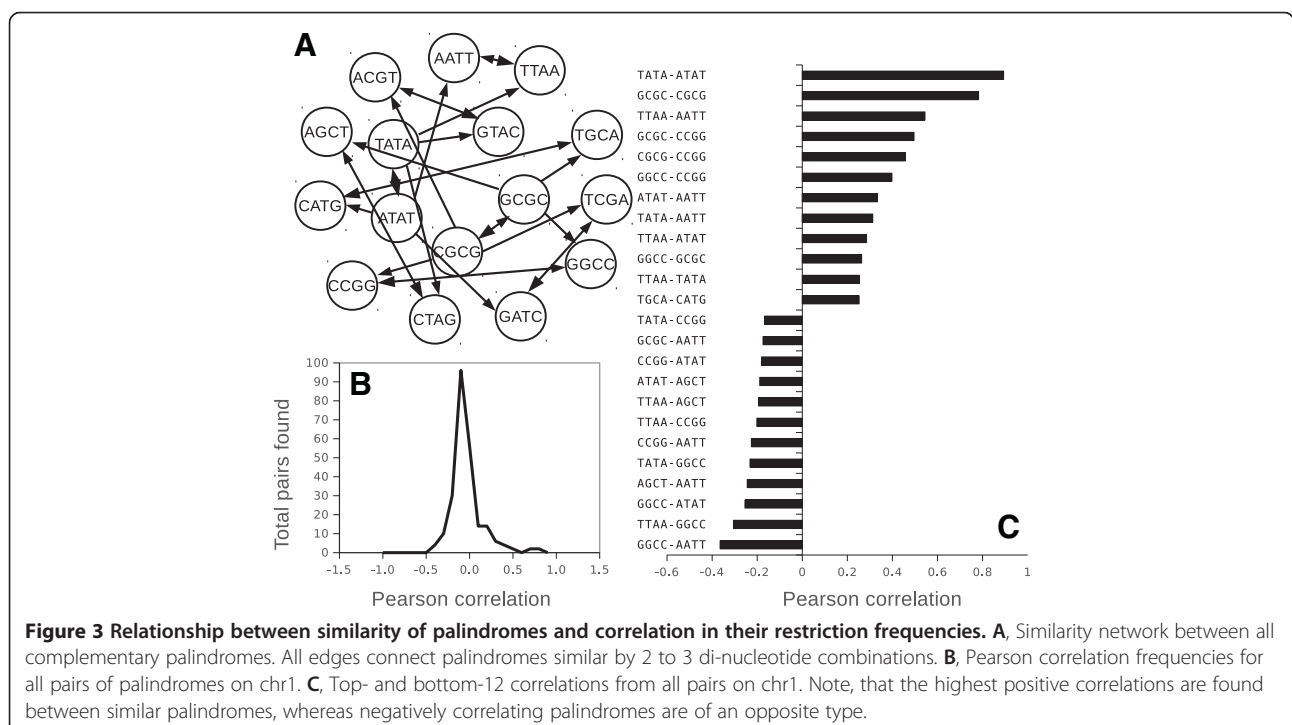 A
AATT
TTAA
ACGT
GTAC
AGCT
TATA
TGCA
GCGC
TCGA
CATG
ATAT
CGCG
GGCC
CCGG
CTAG
GATC
B
Total pairs found
100
90
80
70
60
50
40
30
20
10
0
-1.5 -1.0 -0.5 0.0 0.5 1.0 1.5
Pearson correlation
TATA-ATAT
GCGC-CGCG
TTAA-AATT
GCGC-CCGG
CGCG-CCGG
GGCC-CCGG
ATAT-AATT
TATA-AATT
TTAA-ATAT
GGCC-GCGC
TTAA-TATA
TGCA-CATG
TATA-CCGG
GCGC-AATT
CCGG-ATAT
ATAT-AGCT
TTAA-AGCT
TTAA-CCGG
CCGG-AATT
TATA-GGCC
AGCT-AATT
GGCC-ATAT
TTAA-GGCC
GGCC-AATT
C
-0.6 -0.4 -0.2 0 0.2 0.4 0.6 0.8 1
Pearson correlation
Figure 3 Relationship between similarity of palindromes and correlation in their restriction frequencies. A, Similarity network between all
complementary palindromes. All edges connect palindromes similar by 2 to 3 di-nucleotide combinations. B, Pearson correlation frequencies for
all pairs of palindromes on chr1. C, Top- and bottom-12 correlations from all pairs on chr1. Note, that the highest positive correlations are found
between similar palindromes, whereas negatively correlating palindromes are of an opposite type.